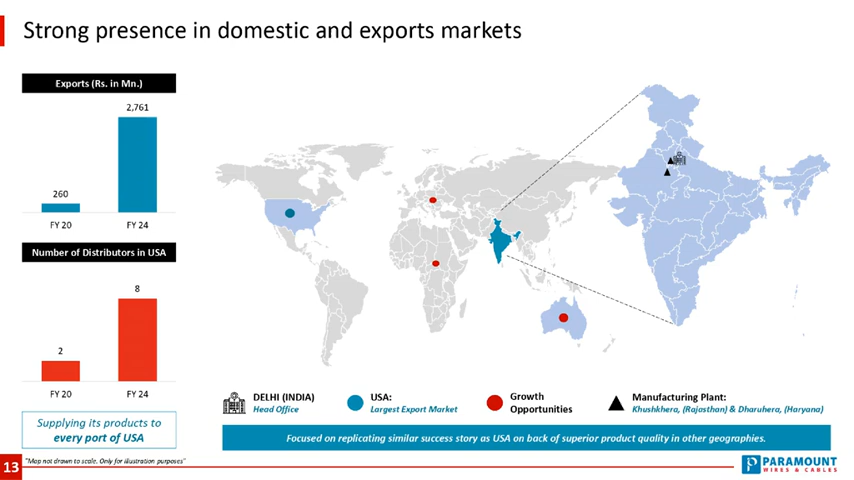 Strong presence in domestic and exports markets
Exports (Rs. in Mn.)
2,761
260
FY 20
FY 24
Number of Distributors in USA
8
2
FY 20
FY 24
Supplying its products to
every part of USA
DELHI (INDIA)
Head Office
USA:
Largest Export Market
Growth
Opportunities
Manufacturing Plant:
Khushkhera, (Rajasthan) & Dharuhera, (Haryana)
Focused on replicating similar success story as USA on back of superior product quality in other geographies.
13
"Map not drawn to scale. Only for illustration purposes"
PARAMOUNT
WIRES & CABLES